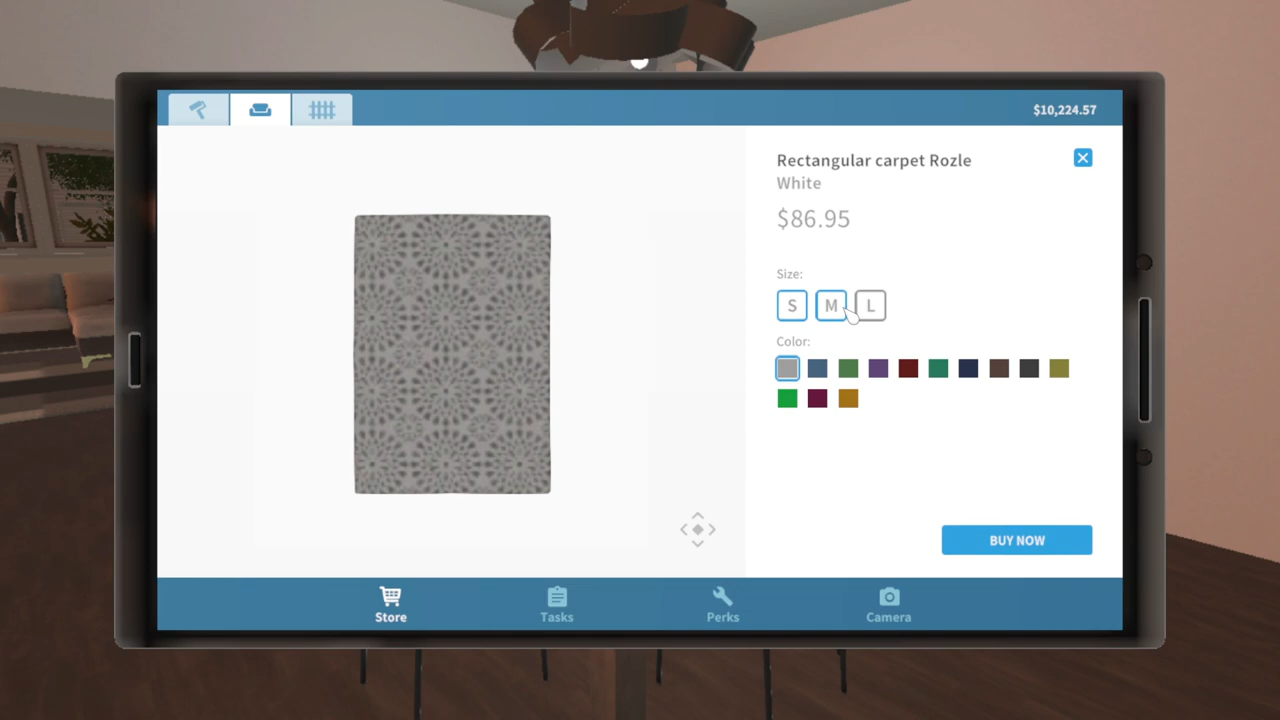 $10,224.57
Rectangular carpet Rozle
White
$86.95
Size:
S M L
Color:
BUY NOW
Store Tasks Perks Camera